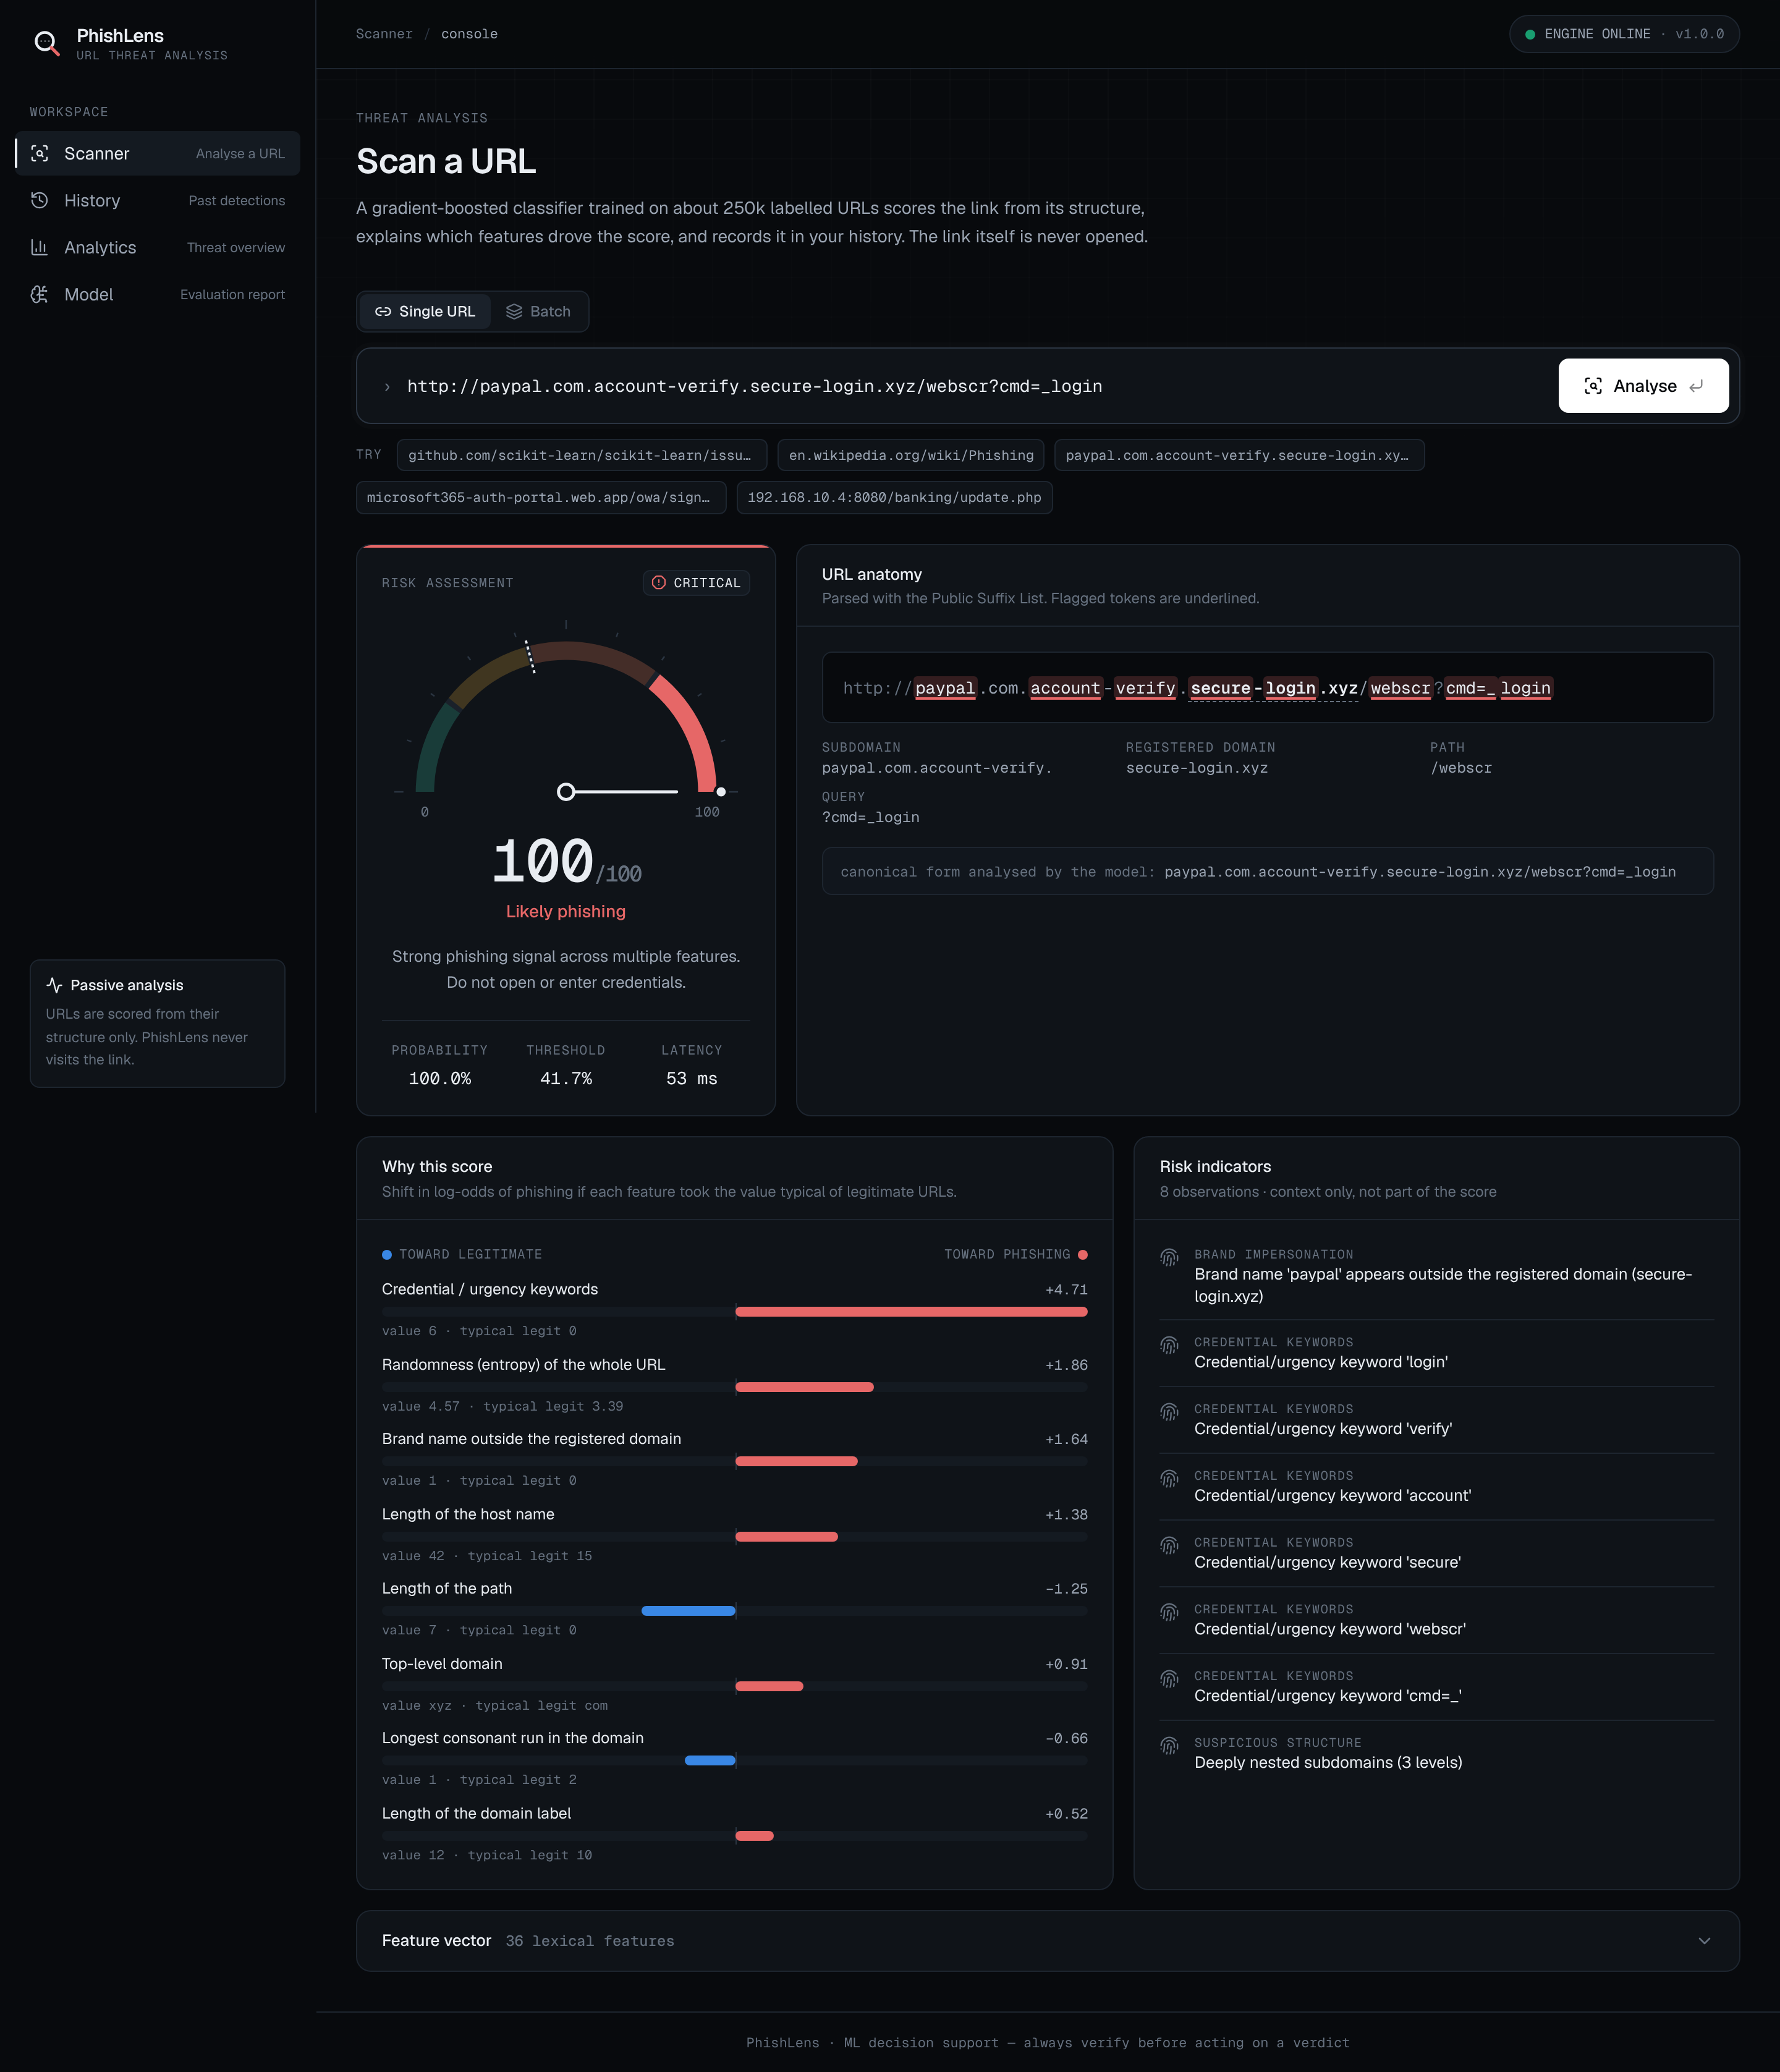 PhishLens
URL THREAT ANALYSIS
WORKSPACE
Scanner Analyse a URL
History Past detections
Analytics Threat overview
Model Evaluation report
Passive analysis
URLs are scored from their
structure only. PhishLens never
visits the link.
Scanner / console
ENGINE ONLINE · v1.0.0
THREAT ANALYSIS
Scan a URL
A gradient-boosted classifier trained on about 250k labelled URLs scores the link from its structure,
explains which features drove the score, and records it in your history. The link itself is never opened.
Single URL Batch
› http://paypal.com.account-verify.secure-login.xyz/webscr?cmd=_login Analyse
TRY github.com/scikit-learn/scikit-learn/issu… en.wikipedia.org/wiki/Phishing paypal.com.account-verify.secure-login.xy…
microsoft365-auth-portal.web.app/owa/sign… 192.168.10.4:8080/banking/update.php
RISK ASSESSMENT CRITICAL
0 100
100/100
Likely phishing
Strong phishing signal across multiple features.
Do not open or enter credentials.
PROBABILITY THRESHOLD LATENCY
100.0% 41.7% 53 ms
URL anatomy
Parsed with the Public Suffix List. Flagged tokens are underlined.
http://paypal.com.account-verify.secure-login.xyz/webscr?cmd=_login
SUBDOMAIN REGISTERED DOMAIN PATH
paypal.com.account-verify. secure-login.xyz /webscr
QUERY
?cmd=_login
canonical form analysed by the model: paypal.com.account-verify.secure-login.xyz/webscr?cmd=_login
Why this score
Shift in log-odds of phishing if each feature took the value typical of legitimate URLs.
TOWARD LEGITIMATE TOWARD PHISHING
Credential / urgency keywords +4.71
value 6 · typical legit 0
Randomness (entropy) of the whole URL +1.86
value 4.57 · typical legit 3.39
Brand name outside the registered domain +1.64
value 1 · typical legit 0
Length of the host name +1.38
value 42 · typical legit 15
Length of the path −1.25
value 7 · typical legit 0
Top-level domain +0.91
value xyz · typical legit com
Longest consonant run in the domain −0.66
value 1 · typical legit 2
Length of the domain label +0.52
value 12 · typical legit 10
Risk indicators
8 observations · context only, not part of the score
BRAND IMPERSONATION
Brand name 'paypal' appears outside the registered domain (secure-
login.xyz)
CREDENTIAL KEYWORDS
Credential/urgency keyword 'login'
CREDENTIAL KEYWORDS
Credential/urgency keyword 'verify'
CREDENTIAL KEYWORDS
Credential/urgency keyword 'account'
CREDENTIAL KEYWORDS
Credential/urgency keyword 'secure'
CREDENTIAL KEYWORDS
Credential/urgency keyword 'webscr'
CREDENTIAL KEYWORDS
Credential/urgency keyword 'cmd=_'
SUSPICIOUS STRUCTURE
Deeply nested subdomains (3 levels)
Feature vector 36 lexical features
PhishLens · ML decision support — always verify before acting on a verdict